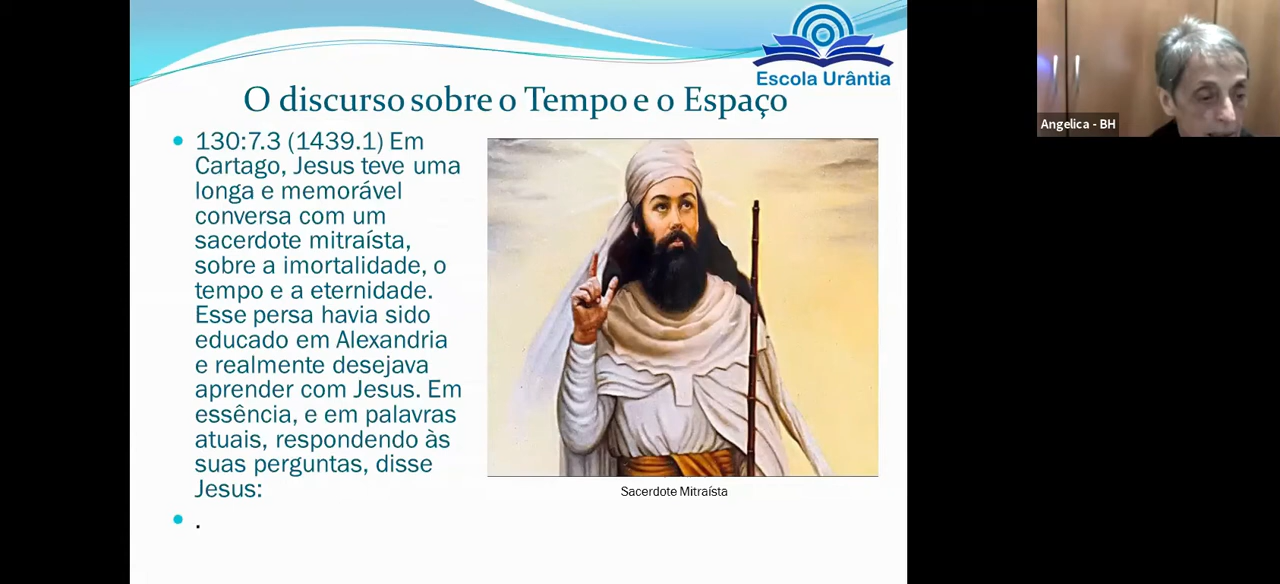 Escola Urântia
O discurso sobre o Tempo e o Espaço
• 130:7.3 (1439.1) Em
Cartago, Jesus teve uma
longa e memorável
conversa com um
sacerdote mitraísta,
sobre a imortalidade, o
tempo e a eternidade.
Esse persa havia sido
educado em Alexandria
e realmente desejava
aprender com Jesus. Em
essência, e em palavras
atuais, respondendo às
suas perguntas, disse
Jesus:
• .
Sacerdote Mitraísta
Angelica - BH